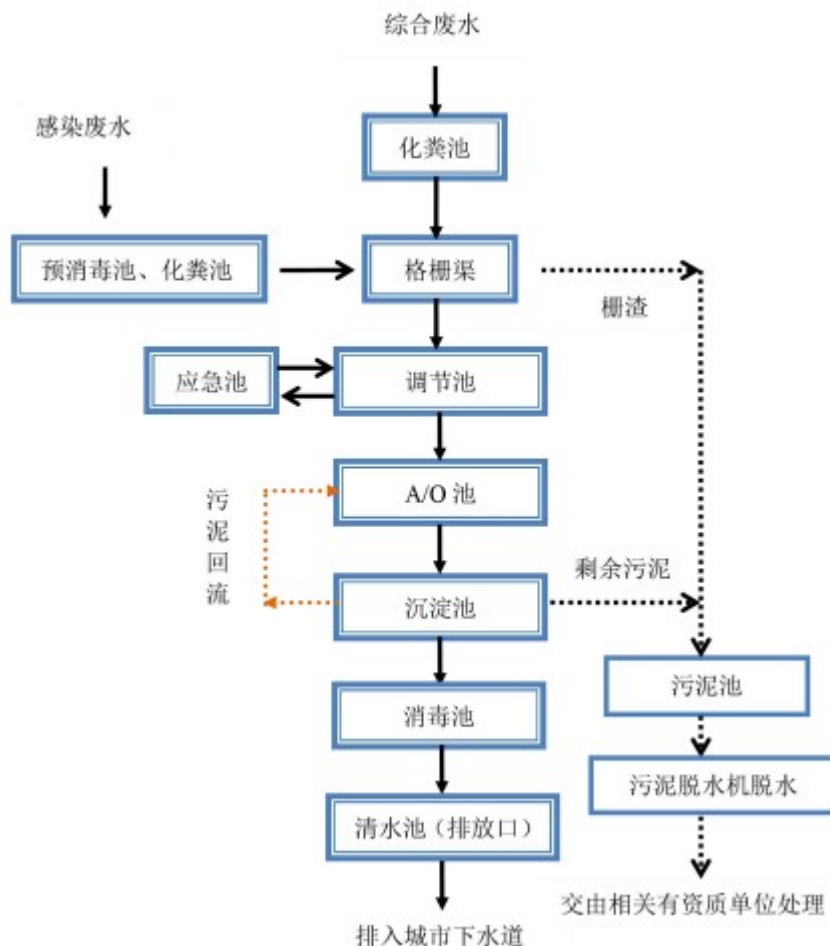 综合废水
感染废水
化粪池
预消毒池、化粪池
格栅渠
栅渣
应急池
调节池
污泥回流
A/O 池
剩余污泥
沉淀池
污泥池
消毒池
污泥脱水机脱水
清水池（排放口）
交由相关有资质单位处理
排入城市下水道